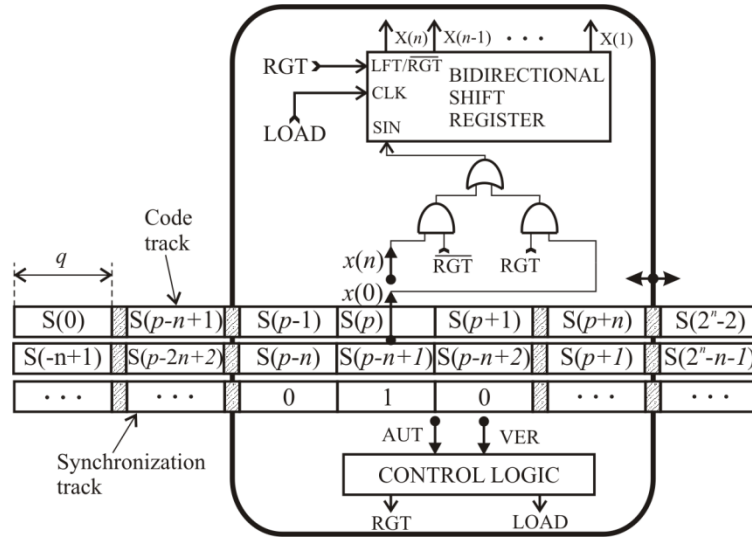 X(n) X(n-1) · · · X(1)
RGT LFT/RGT BIDIRECTIONAL
CLK SHIFT
LOAD SIN REGISTER
Code
track
q
x(n) RGT RGT
x(0)
S(0) S(p-n+1) S(p-1) S(p) S(p+1) S(p+n) S(2ⁿ-2)
S(-n+1) S(p-2n+2) S(p-n) S(p-n+1) S(p-n+2) S(p+1) S(2ⁿ-n-1)
· · · · · · 0 1 0 · · · · · ·
AUT VER
Synchronization
track
CONTROL LOGIC
RGT LOAD